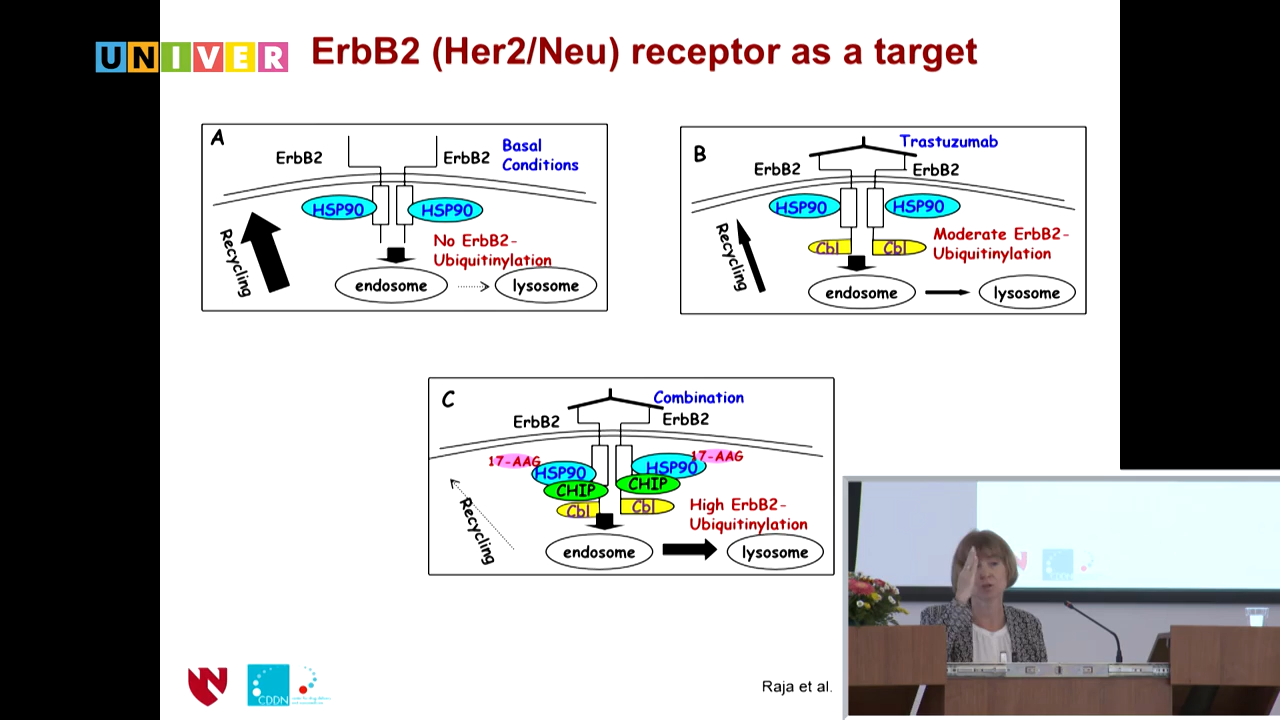 UNIVER
ErbB2 (Her2/Neu) receptor as a target
A
ErbB2
ErbB2
Basal
Conditions
HSP90
HSP90
Recycling
No ErbB2-
Ubiquitinylation
endosome
lysosome
B
Trastuzumab
ErbB2
ErbB2
HSP90
HSP90
Recycling
Cbl
Cbl
Moderate ErbB2-
Ubiquitinylation
endosome
lysosome
C
Combination
ErbB2
ErbB2
17-AAG
17-AAG
HSP90
HSP90
CHIP
CHIP
Cbl
Cbl
Recycling
High ErbB2-
Ubiquitinylation
endosome
lysosome
N
CDDN
Raja et al.